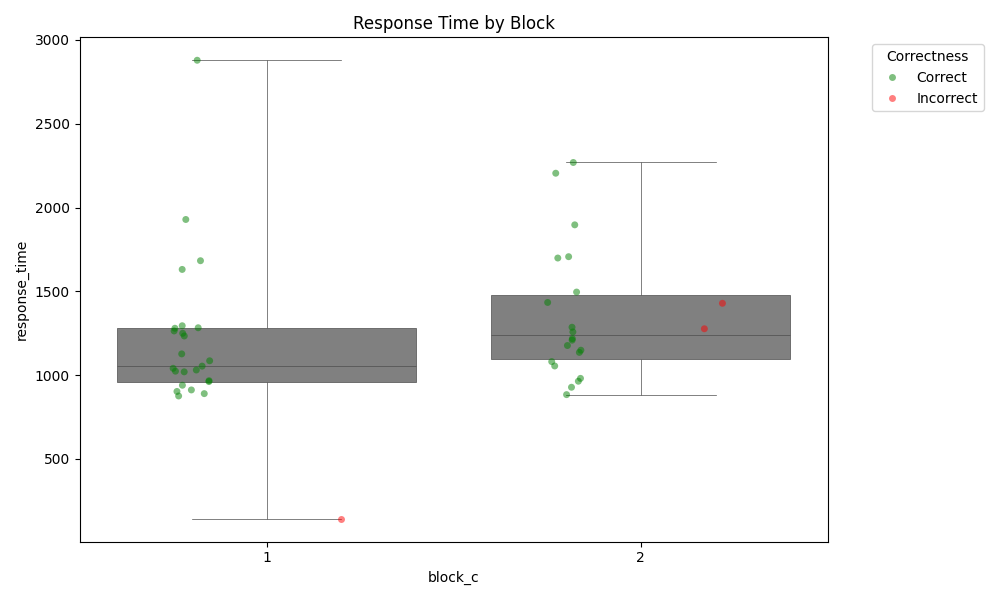 Response Time by Block
3000
2500
2000
1500
1000
500
response_time
1
2
block_c
Correctness
Correct
Incorrect